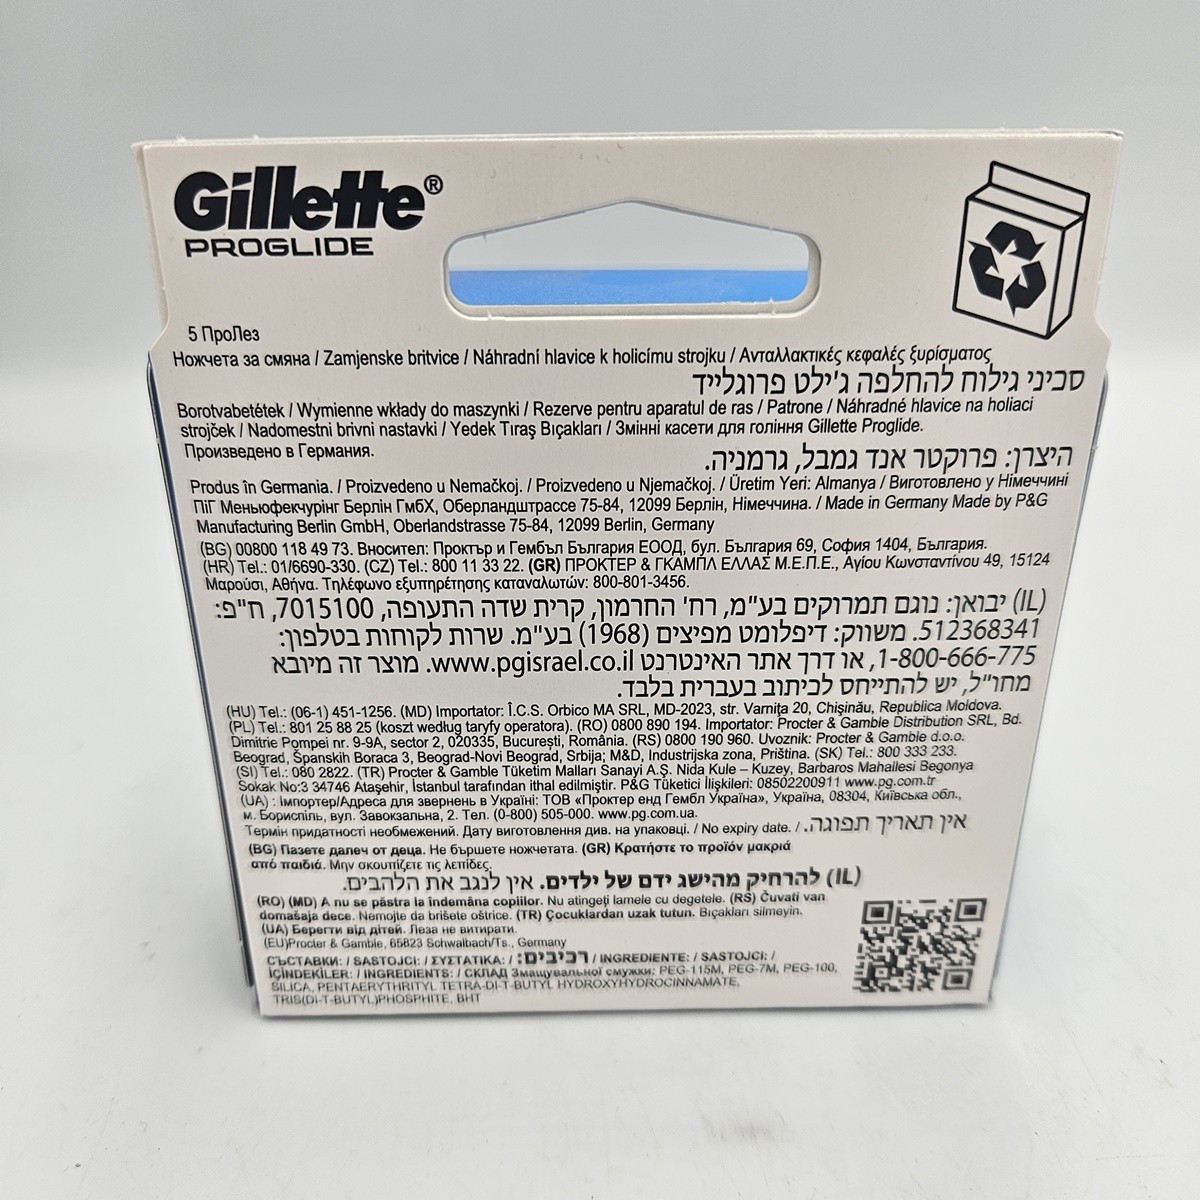 Gillette®
PROGLIDE
5 ПроЛез
Ножчета за смяна / Zamjenske britvice / Náhradní hlavice k holicímu strojku / Ανταλλακτικές κεφαλές ξυρίσματος
סכיני גילוח להחלפה ג'ילט פרוגלייד
Borotvabetétek / Wymienne wkłady do maszynki / Rezerve pentru aparatul de ras / Patrone / Náhradné hlavice na holiaci
strojček / Nadomestni brivni nastavki / Yedek Tıraş Bıçakları / Змінні касети для гоління Gillette Proglide.
Произведено в Германия.
היצרן: פרוקטר אנד גמבל, גרמניה.
Produs în Germania. / Proizvedeno u Nemačkoj. / Proizvedeno u Njemačkoj. / Üretim Yeri: Almanya / Виготовлено у Німеччині
ПіГ Меньюфекчурінг Берлін ГмбХ, Оберландштрассе 75-84, 12099 Берлін, Німеччина. / Made in Germany Made by P&G
Manufacturing Berlin GmbH, Oberlandstrasse 75-84, 12099 Berlin, Germany
(BG) 00800 118 49 73. Вносител: Проктър и Гембъл България ЕООД, бул. България 69, София 1404, България.
(HR) Tel.: 01/6690-330. (CZ) Tel.: 800 11 33 22. (GR) ΠΡΟΚΤΕΡ & ΓΚΑΜΠΛ ΕΛΛΑΣ Μ.Ε.Π.Ε., Αγίου Κωνσταντίνου 49, 15124
Μαρούσι, Αθήνα. Τηλέφωνο εξυπηρέτησης καταναλωτών: 800-801-3456.
(IL) יבואן: נוגם תמרוקים בע"מ, רח' החרמון, קרית שדה התעופה, 7015100, ח"פ:
512368341. משווק: דיפלומט מפיצים (1968) בע"מ. שרות לקוחות בטלפון:
1-800-666-775, או דרך אתר האינטרנט www.pgisrael.co.il. מוצר זה מיובא
מחו"ל, יש להתייחס לכיתוב בעברית בלבד.
(HU) Tel.: (06-1) 451-1256. (MD) Importator: Î.C.S. Orbico MA SRL, MD-2023, str. Varniţa 20, Chişinău, Republica Moldova.
(PL) Tel.: 801 25 88 25 (koszt według taryfy operatora). (RO) 0800 890 194. Importator: Procter & Gamble Distribution SRL, Bd.
Dimitrie Pompei nr. 9-9A, sector 2, 020335, Bucureşti, România. (RS) 0800 190 960. Uvoznik: Procter & Gamble d.o.o.
Beograd, Španskih Boraca 3, Beograd-Novi Beograd, Srbija; M&D, Industrijska zona, Priština. (SK) Tel.: 800 333 233.
(SI) Tel.: 080 2822. (TR) Procter & Gamble Tüketim Malları Sanayi A.Ş. Nida Kule – Kuzey, Barbaros Mahallesi Begonya
Sokak No:3 34746 Ataşehir, İstanbul tarafından ithal edilmiştir. P&G Tüketici İlişkileri: 08502200911 www.pg.com.tr
(UA) : Імпортер/Адреса для звернень в Україні: ТОВ «Проктер енд Гембл Україна», Україна, 08304, Київська обл.,
м. Бориспіль, вул. Завокзальна, 2. Тел. (0-800) 505-000. www.pg.com.ua.
Термін придатності необмежений. Дату виготовлення див. на упаковці. / No expiry date. / אין תאריך תפוגה.
(BG) Пазете далеч от деца. Не бършете ножчетата. (GR) Κρατήστε το προϊόν μακριά
από παιδιά. Μην σκουπίζετε τις λεπίδες.
(IL) להרחיק מהישג ידם של ילדים. אין לנגב את הלהבים.
(RO) (MD) A nu se păstra la îndemâna copiilor. Nu atingeţi lamele cu degetele. (RS) Čuvati van
domašaja dece. Nemojte da brišete oštrice. (TR) Çocuklardan uzak tutun. Bıçakları silmeyin.
(UA) Берегти від дітей. Леза не витирати.
(EU)Procter & Gamble, 65823 Schwalbach/Ts., Germany
СЪСТАВКИ: / SASTOJCI: / ΣΥΣΤΑΤΙΚΑ: / רכיבים: / INGREDIENTE: / SASTOJCI: /
İÇİNDEKİLER: / INGREDIENTS: / СКЛАД Змащувальної смужки: PEG-115M, PEG-7M, PEG-100,
SILICA, PENTAERYTHRITYL TETRA-DI-T-BUTYL HYDROXYHYDROCINNAMATE,
TRIS(DI-T-BUTYL)PHOSPHITE, BHT